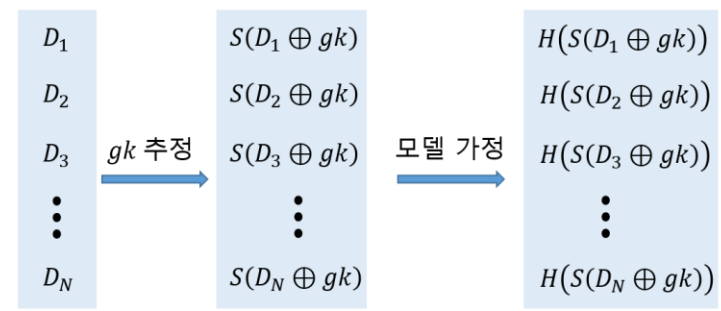 D₁ S(D₁ ⊕ gk) H(S(D₁ ⊕ gk))
D₂ S(D₂ ⊕ gk) H(S(D₂ ⊕ gk))
D₃ gk 추정 S(D₃ ⊕ gk) 모델 가정 H(S(D₃ ⊕ gk))
⋮ ⋮ ⋮
D_N S(D_N ⊕ gk) H(S(D_N ⊕ gk))